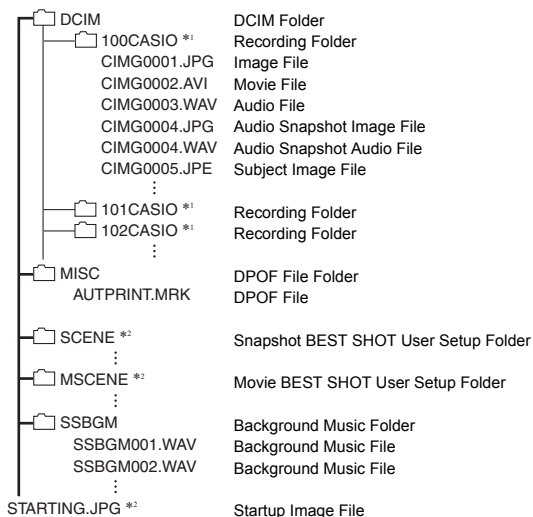 DCIM DCIM Folder
100CASIO *1 Recording Folder
CIMG0001.JPG Image File
CIMG0002.AVI Movie File
CIMG0003.WAV Audio File
CIMG0004.JPG Audio Snapshot Image File
CIMG0004.WAV Audio Snapshot Audio File
CIMG0005.JPE Subject Image File
101CASIO *1 Recording Folder
102CASIO *1 Recording Folder
MISC DPOF File Folder
AUTPRINT.MRK DPOF File
SCENE *2 Snapshot BEST SHOT User Setup Folder
MSCENE *2 Movie BEST SHOT User Setup Folder
SSBGM Background Music Folder
SSBGM001.WAV Background Music File
SSBGM002.WAV Background Music File
STARTING.JPG *2 Startup Image File